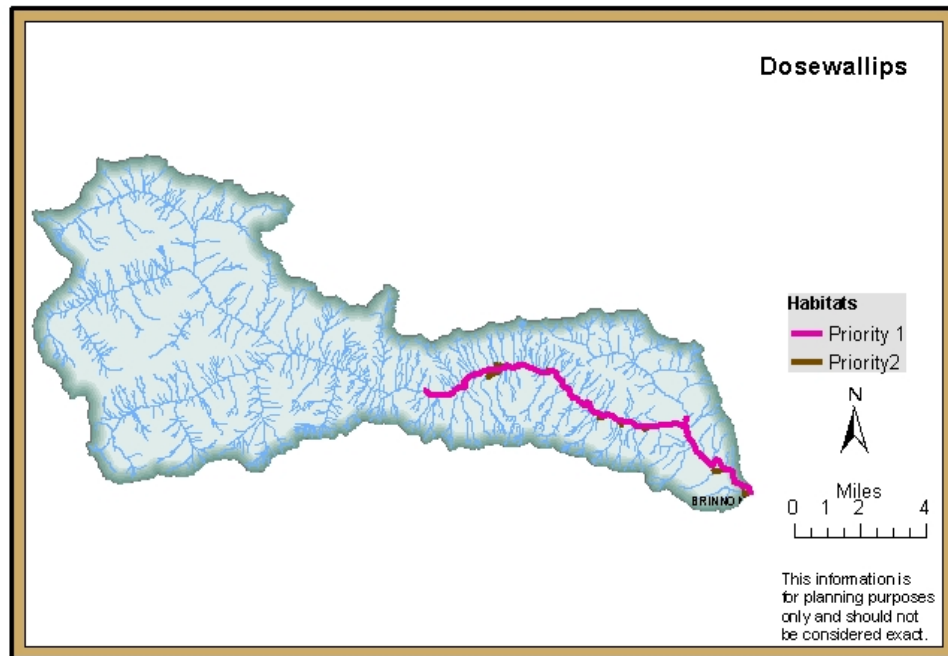 Dosewallips
Habitats
Priority 1
Priority2
N
Miles
0 1 2 4
BRINNO
This information is
for planning purposes
only and should not
be considered exact.